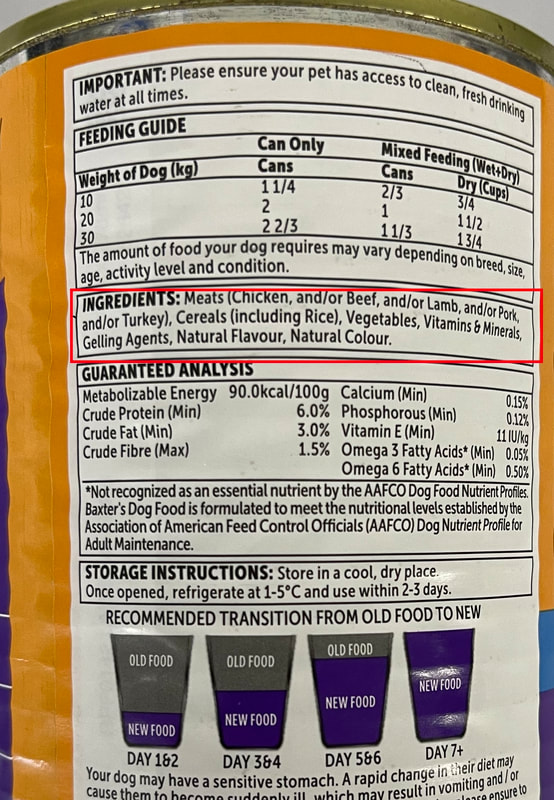 IMPORTANT: Please ensure your pet has access to clean, fresh drinking
water at all times.
FEEDING GUIDE
Can Only Mixed Feeding (Wet+Dry)
Weight of Dog (kg) Cans Cans Dry (Cups)
10 1 1/4 2/3 3/4
20 2 1 1 1/2
30 2 2/3 1 1/3 1 3/4
The amount of food your dog requires may vary depending on breed, size,
age, activity level and condition.
INGREDIENTS: Meats (Chicken, and/or Beef, and/or Lamb, and/or Pork,
and/or Turkey), Cereals (including Rice), Vegetables, Vitamins & Minerals,
Gelling Agents, Natural Flavour, Natural Colour.
GUARANTEED ANALYSIS
Metabolizable Energy 90.0kcal/100g Calcium (Min) 0.15%
Crude Protein (Min) 6.0% Phosphorous (Min) 0.12%
Crude Fat (Min) 3.0% Vitamin E (Min) 11 IU/kg
Crude Fibre (Max) 1.5% Omega 3 Fatty Acids* (Min) 0.05%
Omega 6 Fatty Acids* (Min) 0.50%
*Not recognized as an essential nutrient by the AAFCO Dog Food Nutrient Profiles.
Baxter's Dog Food is formulated to meet the nutritional levels established by the
Association of American Feed Control Officials (AAFCO) Dog Nutrient Profile for
Adult Maintenance.
STORAGE INSTRUCTIONS: Store in a cool, dry place.
Once opened, refrigerate at 1-5°C and use within 2-3 days.
RECOMMENDED TRANSITION FROM OLD FOOD TO NEW
OLD FOOD OLD FOOD OLD FOOD
NEW FOOD NEW FOOD NEW FOOD NEW FOOD
DAY 1&2 DAY 3&4 DAY 5&6 DAY 7+
Your dog may have a sensitive stomach. A rapid change in their diet may
cause them to become suddenly ill, which may result in vomiting and / or
ensure to